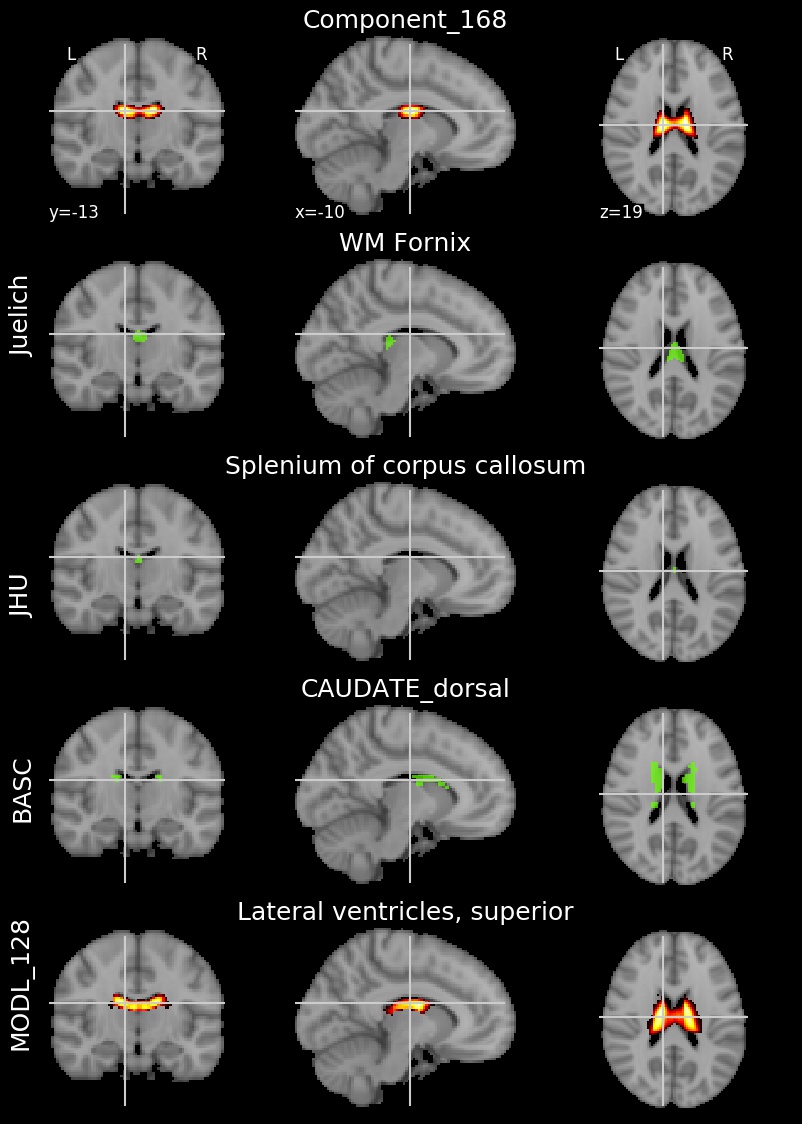 Component_168
L R L R
y=-13 x=-10 z=19
WM Fornix
Juelich
Splenium of corpus callosum
JHU
CAUDATE_dorsal
BASC
Lateral ventricles, superior
MODL_128